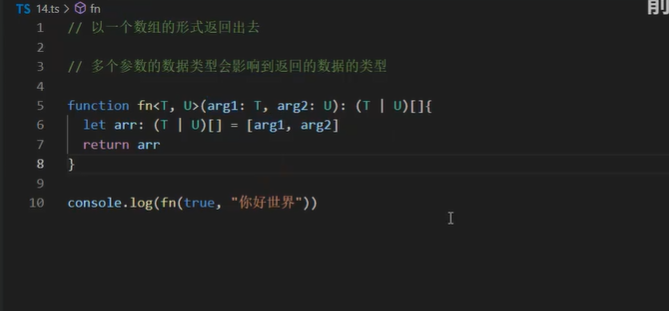 TS 14.ts > fn
1 // 以一个数组的形式返回出去
2
3 // 多个参数的数据类型会影响到返回的数据的类型
4
5 function fn<T, U>(arg1: T, arg2: U): (T | U)[]{
6 let arr: (T | U)[] = [arg1, arg2]
7 return arr
8 }
9
10 console.log(fn(true, "你好世界"))